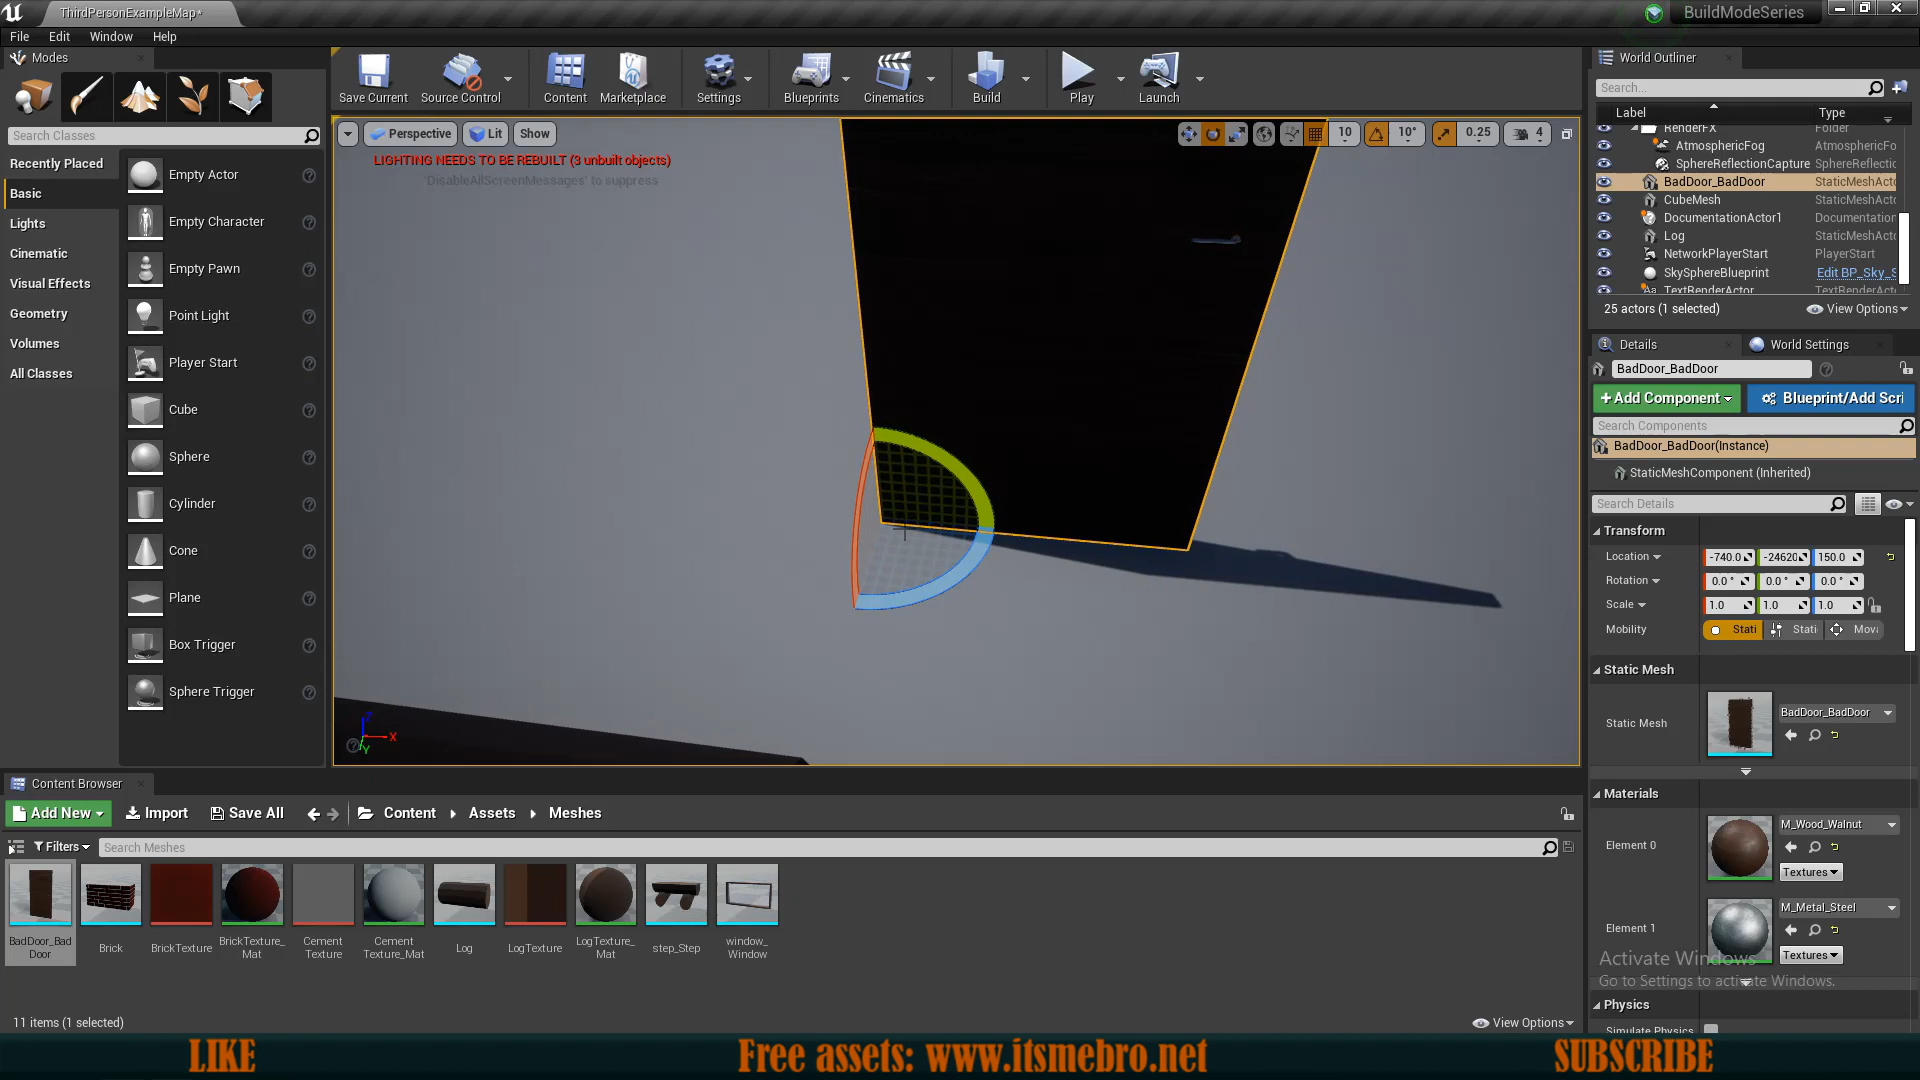 ThirdPersonExampleMap*
BuildModeSeries
File Edit Window Help
Modes
Search Classes
Recently Placed
Basic
Lights
Cinematic
Visual Effects
Geometry
Volumes
All Classes
Empty Actor
Empty Character
Empty Pawn
Point Light
Player Start
Cube
Sphere
Cylinder
Cone
Plane
Box Trigger
Sphere Trigger
Save Current Source Control Content Marketplace Settings Blueprints Cinematics Build Play Launch
Perspective Lit Show
10 10° 0.25 4
LIGHTING NEEDS TO BE REBUILT (3 unbuilt objects)
'DisableAllScreenMessages' to suppress
Z X Y
World Outliner
Search...
Label Type
RenderFX Folder
AtmosphericFog AtmosphericFo
SphereReflectionCapture SphereReflecti
BadDoor_BadDoor StaticMeshActo
CubeMesh StaticMeshActo
DocumentationActor1 Documentation
Log StaticMeshActo
NetworkPlayerStart PlayerStart
SkySphereBlueprint Edit BP_Sky_S
TextRenderActor TextRenderActo
25 actors (1 selected) View Options
Details World Settings
BadDoor_BadDoor
+Add Component Blueprint/Add Scri
Search Components
BadDoor_BadDoor(Instance)
StaticMeshComponent (Inherited)
Search Details
Transform
Location -740.0 -24620 150.0
Rotation 0.0° 0.0° 0.0°
Scale 1.0 1.0 1.0
Mobility Stati Stati Mova
Static Mesh
Static Mesh BadDoor_BadDoor
Materials
Element 0 M_Wood_Walnut
Textures
Element 1 M_Metal_Steel
Textures
Activate Windows
Go to Settings to activate Windows.
Physics
Simulate Physics
Content Browser
Add New Import Save All Content Assets Meshes
Filters Search Meshes
BadDoor_Bad
Door
Brick
BrickTexture
BrickTexture_
Mat
Cement
Texture
Cement
Texture_Mat
Log
LogTexture
LogTexture_
Mat
step_Step
window_
Window
11 items (1 selected) View Options
LIKE Free assets: www.itsmebro.net SUBSCRIBE